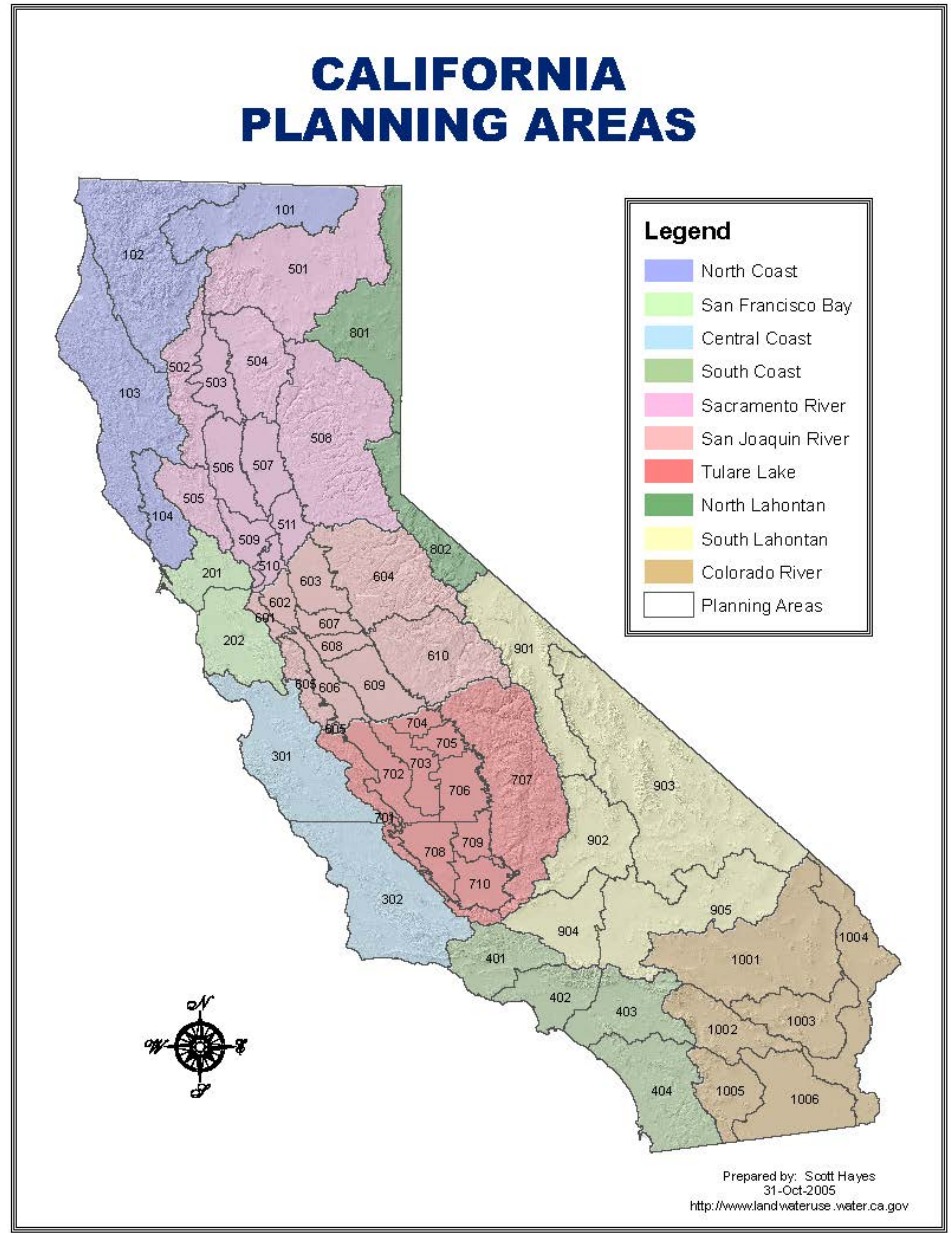 CALIFORNIA
PLANNING AREAS
Legend
North Coast
San Francisco Bay
Central Coast
South Coast
Sacramento River
San Joaquin River
Tulare Lake
North Lahontan
South Lahontan
Colorado River
Planning Areas
101
102
501
801
504
502
503
103
508
506
507
505
104
511
509
802
510
201
603
604
602
601
607
202
608
901
610
605
606
609
704
605
705
301
703
702
707
903
706
701
902
709
708
710
302
905
904
1004
401
1001
402
403
1003
1002
404
1005
1006
N
W
E
S
Prepared by: Scott Hayes
31-Oct-2005
http://www.landwateruse.water.ca.gov